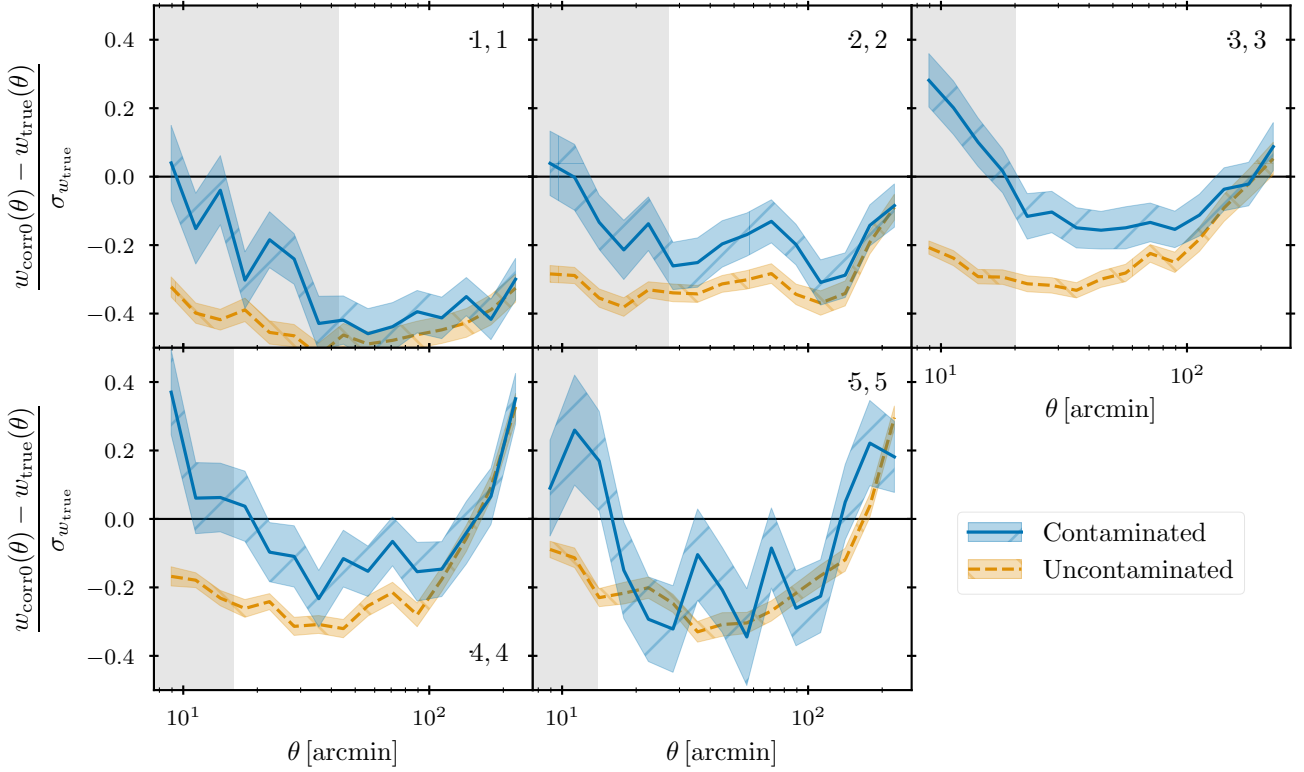 0.4
0.2
0.0
−0.2
−0.4
w_corr0(θ) − w_true(θ)
σ_w_true
1, 1
2, 2
3, 3
10^1
10^2
θ [arcmin]
0.4
0.2
0.0
−0.2
−0.4
w_corr0(θ) − w_true(θ)
σ_w_true
4, 4
5, 5
10^1
10^2
θ [arcmin]
10^1
10^2
θ [arcmin]
Contaminated
Uncontaminated